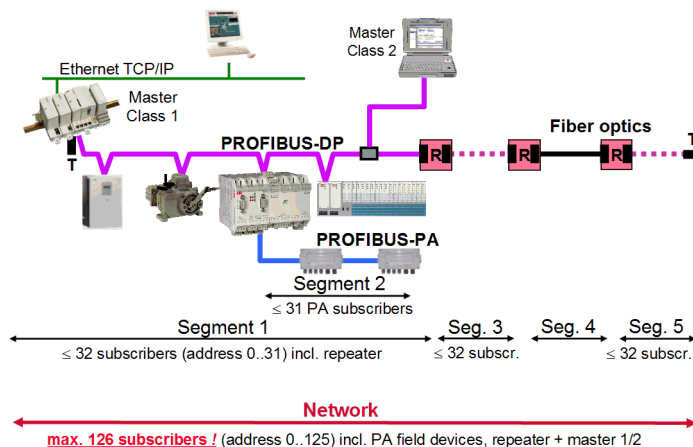 Master
Class 2
Ethernet TCP/IP
Master
Class 1
PROFIBUS-DP
Fiber optics
T
R
R
R
T
PROFIBUS-PA
Segment 2
≤ 31 PA subscribers
Segment 1
Seg. 3
Seg. 4
Seg. 5
≤ 32 subscribers (address 0..31) incl. repeater
≤ 32 subscr.
≤ 32 subscr.
Network
max. 126 subscribers ! (address 0..125) incl. PA field devices, repeater + master 1/2